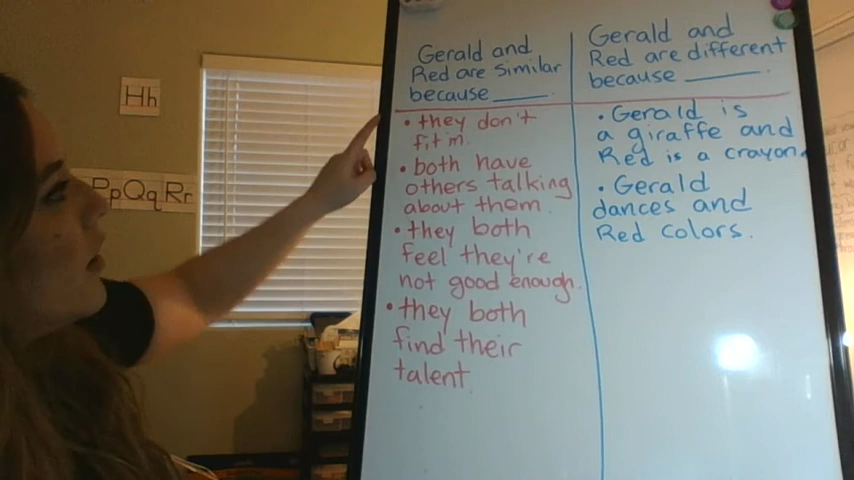 Hh
PpQqRr
Gerald and
Red are similar
because ____.
• they don't
fit in.
• both have
others talking
about them.
• they both
feel they're
not good enough.
• they both
find their
talent.
Gerald and
Red are different
because ____.
• Gerald is
a giraffe and
Red is a crayon.
• Gerald
dances and
Red colors.